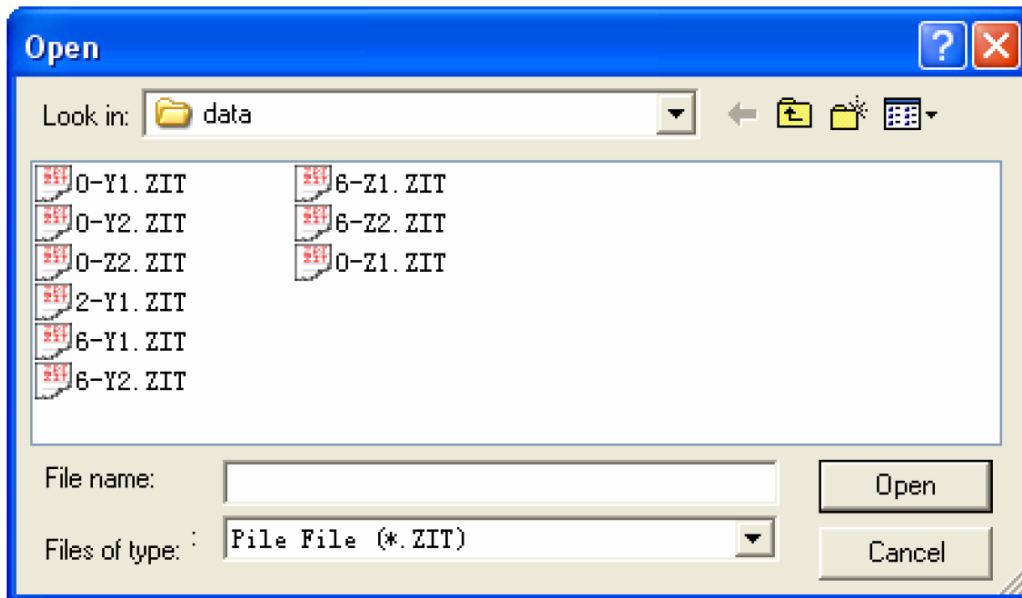 Open
Look in: data
0-Y1.ZIT
0-Y2.ZIT
0-Z2.ZIT
2-Y1.ZIT
6-Y1.ZIT
6-Y2.ZIT
6-Z1.ZIT
6-Z2.ZIT
0-Z1.ZIT
File name:
Open
Files of type: : Pile File (*.ZIT)
Cancel